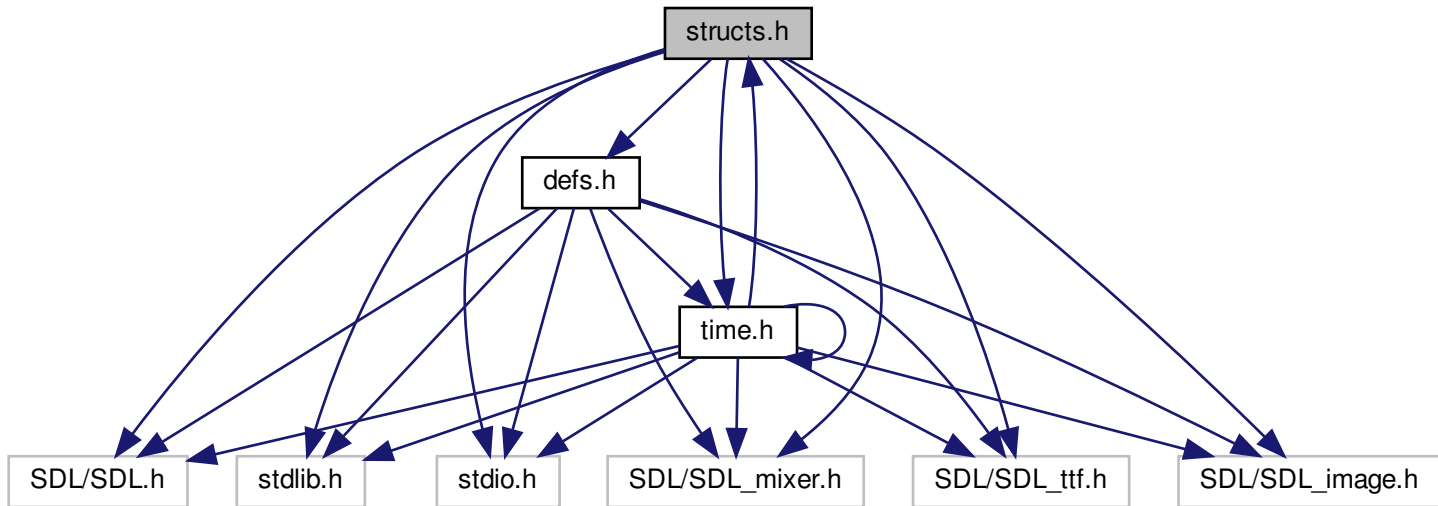 structs.h
defs.h
time.h
SDL/SDL.h
stdlib.h
stdio.h
SDL/SDL_mixer.h
SDL/SDL_ttf.h
SDL/SDL_image.h